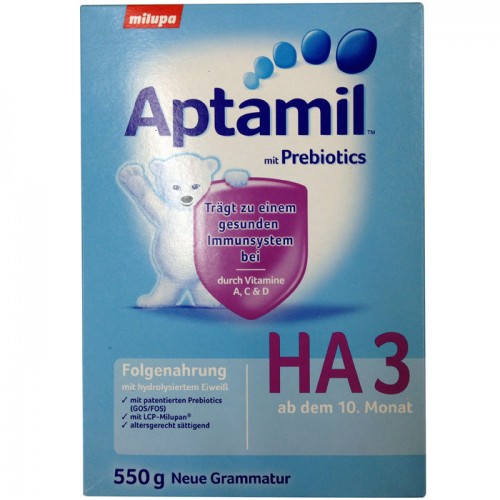 milupa
Aptamil™
mit Prebiotics
Trägt zu einem
gesunden
Immunsystem
bei
durch Vitamine
A, C & D
HA 3
ab dem 10. Monat
Folgenahrung
mit hydrolysiertem Eiweiß
✓ mit patentierten Prebiotics
(GOS/FOS)
✓ mit LCP-Milupan®
✓ altersgerecht sättigend
550 g Neue Grammatur